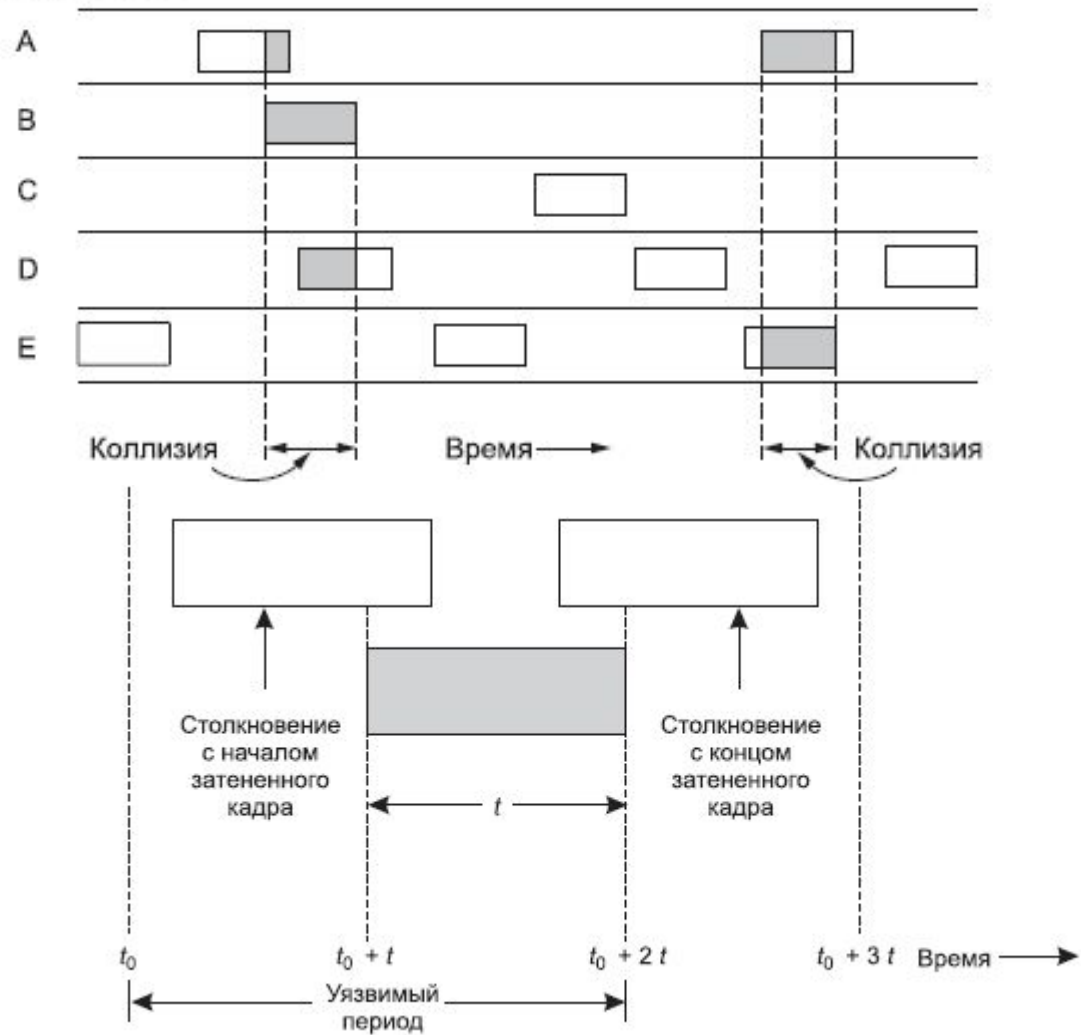 A
B
C
D
E
Коллизия
Время
Коллизия
Столкновение
с началом
затененного
кадра
Столкновение
с концом
затененного
кадра
t
t₀
t₀ + t
t₀ + 2 t
t₀ + 3 t
Время
Уязвимый
период